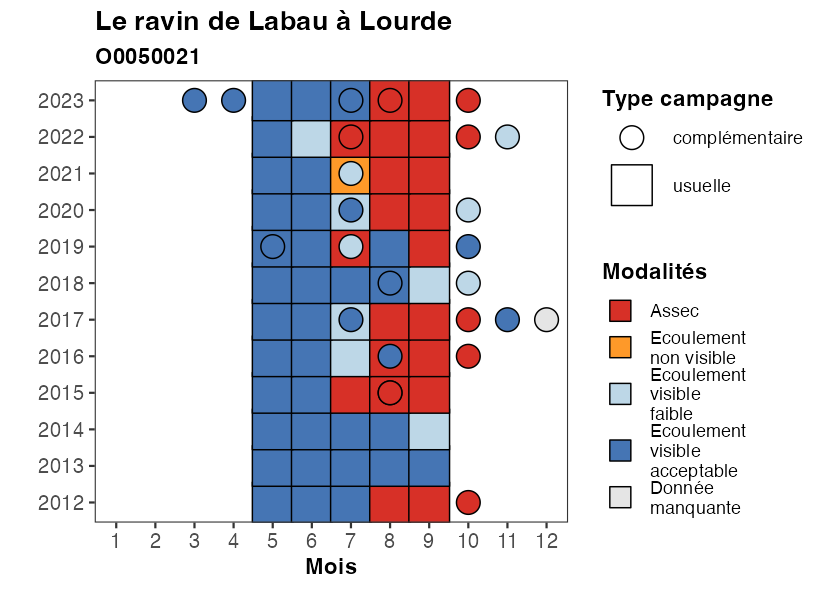 Le ravin de Labau à Lourde
O0050021
2023
2022
2021
2020
2019
2018
2017
2016
2015
2014
2013
2012
1 2 3 4 5 6 7 8 9 10 11 12
Mois
Type campagne
complémentaire
usuelle
Modalités
Assec
Ecoulement
non visible
Ecoulement
visible
faible
Ecoulement
visible
acceptable
Donnée
manquante